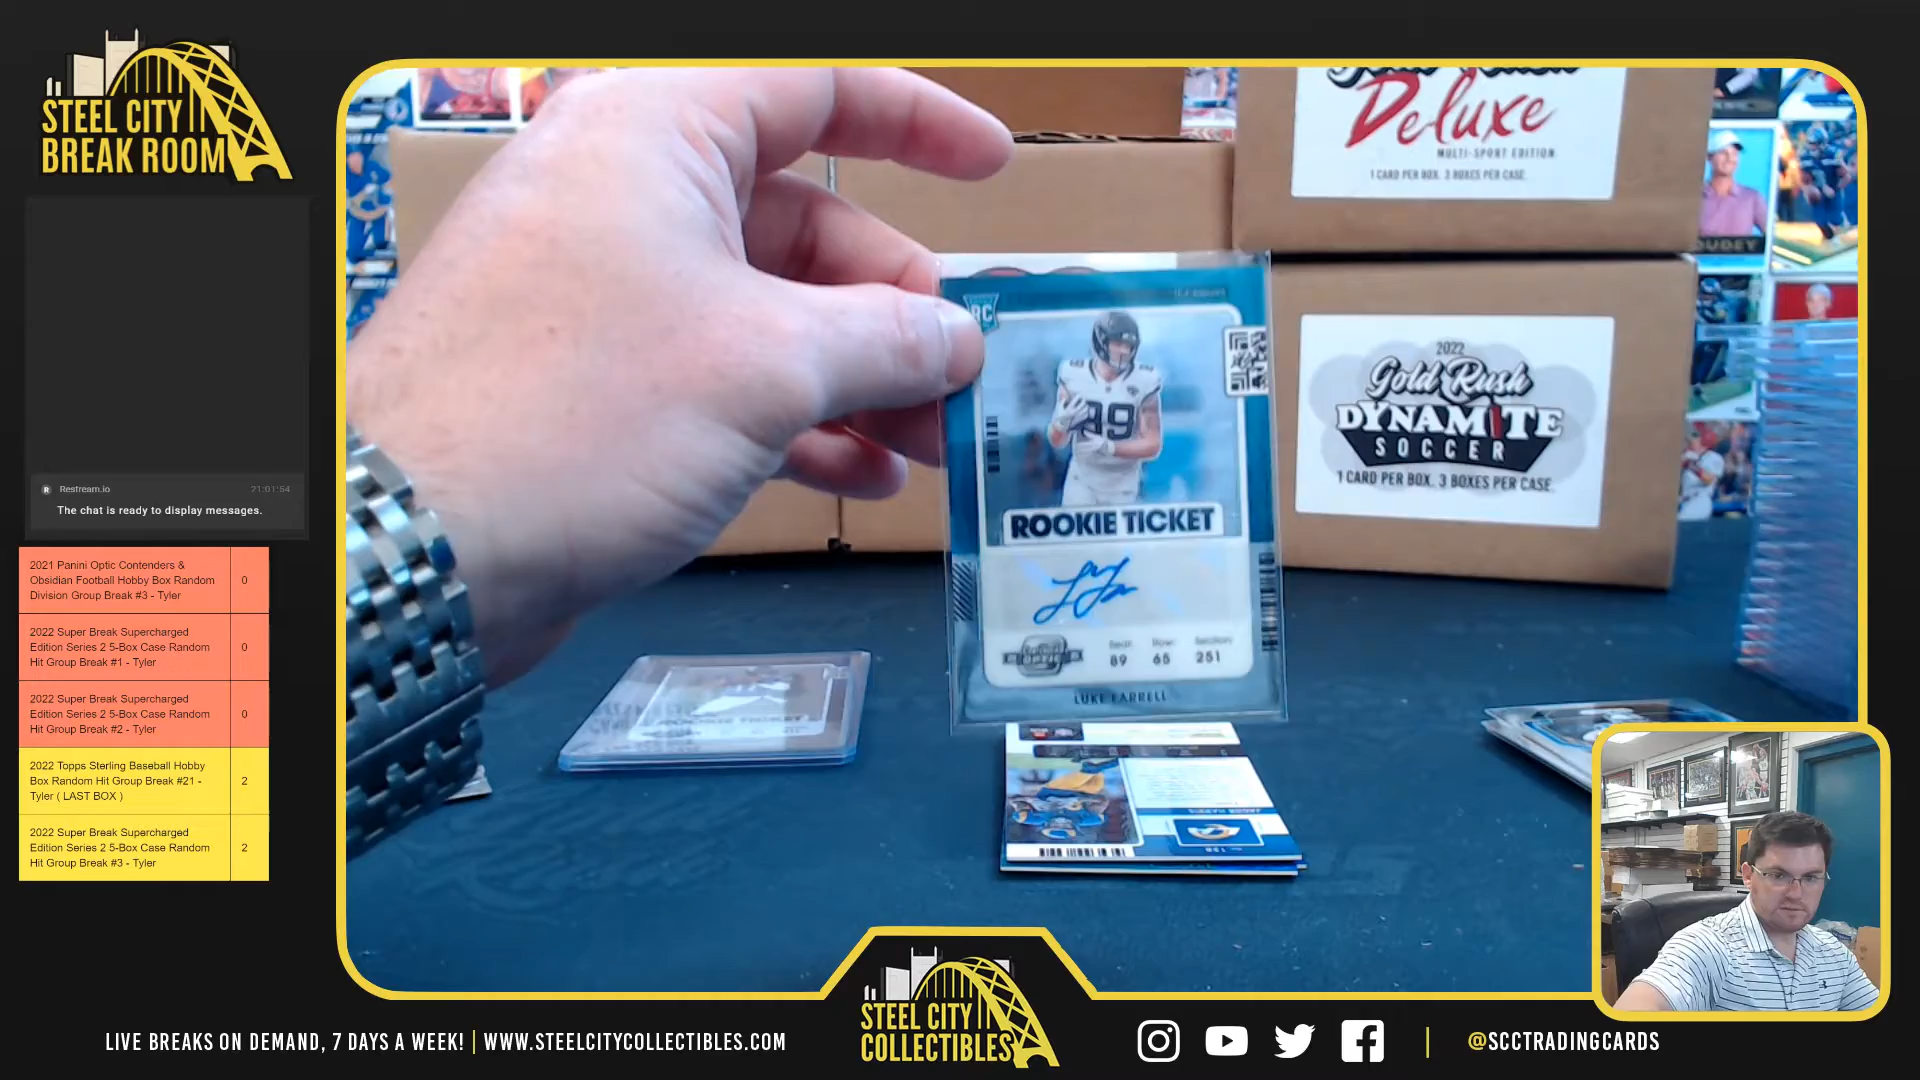 STEEL CITY
BREAK ROOM
Restream.io
21:01:54
The chat is ready to display messages.
2021 Panini Optic Contenders &
Obsidian Football Hobby Box Random
Division Group Break #3 - Tyler
0
2022 Super Break Supercharged
Edition Series 2 5-Box Case Random
Hit Group Break #1 - Tyler
0
2022 Super Break Supercharged
Edition Series 2 5-Box Case Random
Hit Group Break #2 - Tyler
0
2022 Topps Sterling Baseball Hobby
Box Random Hit Group Break #21 -
Tyler ( LAST BOX )
2
2022 Super Break Supercharged
Edition Series 2 5-Box Case Random
Hit Group Break #3 - Tyler
2
Deluxe
MULTI-SPORT EDITION
1 CARD PER BOX. 3 BOXES PER CASE.
2022
Gold Rush
DYNAMITE
SOCCER
1 CARD PER BOX. 3 BOXES PER CASE.
RC
89
ROOKIE TICKET
Seat Row Section
89 65 251
LUKE FARRELL
ROOKIE TICKET
LIVE BREAKS ON DEMAND, 7 DAYS A WEEK! | WWW.STEELCITYCOLLECTIBLES.COM
STEEL CITY
COLLECTIBLES
@SCCTRADINGCARDS